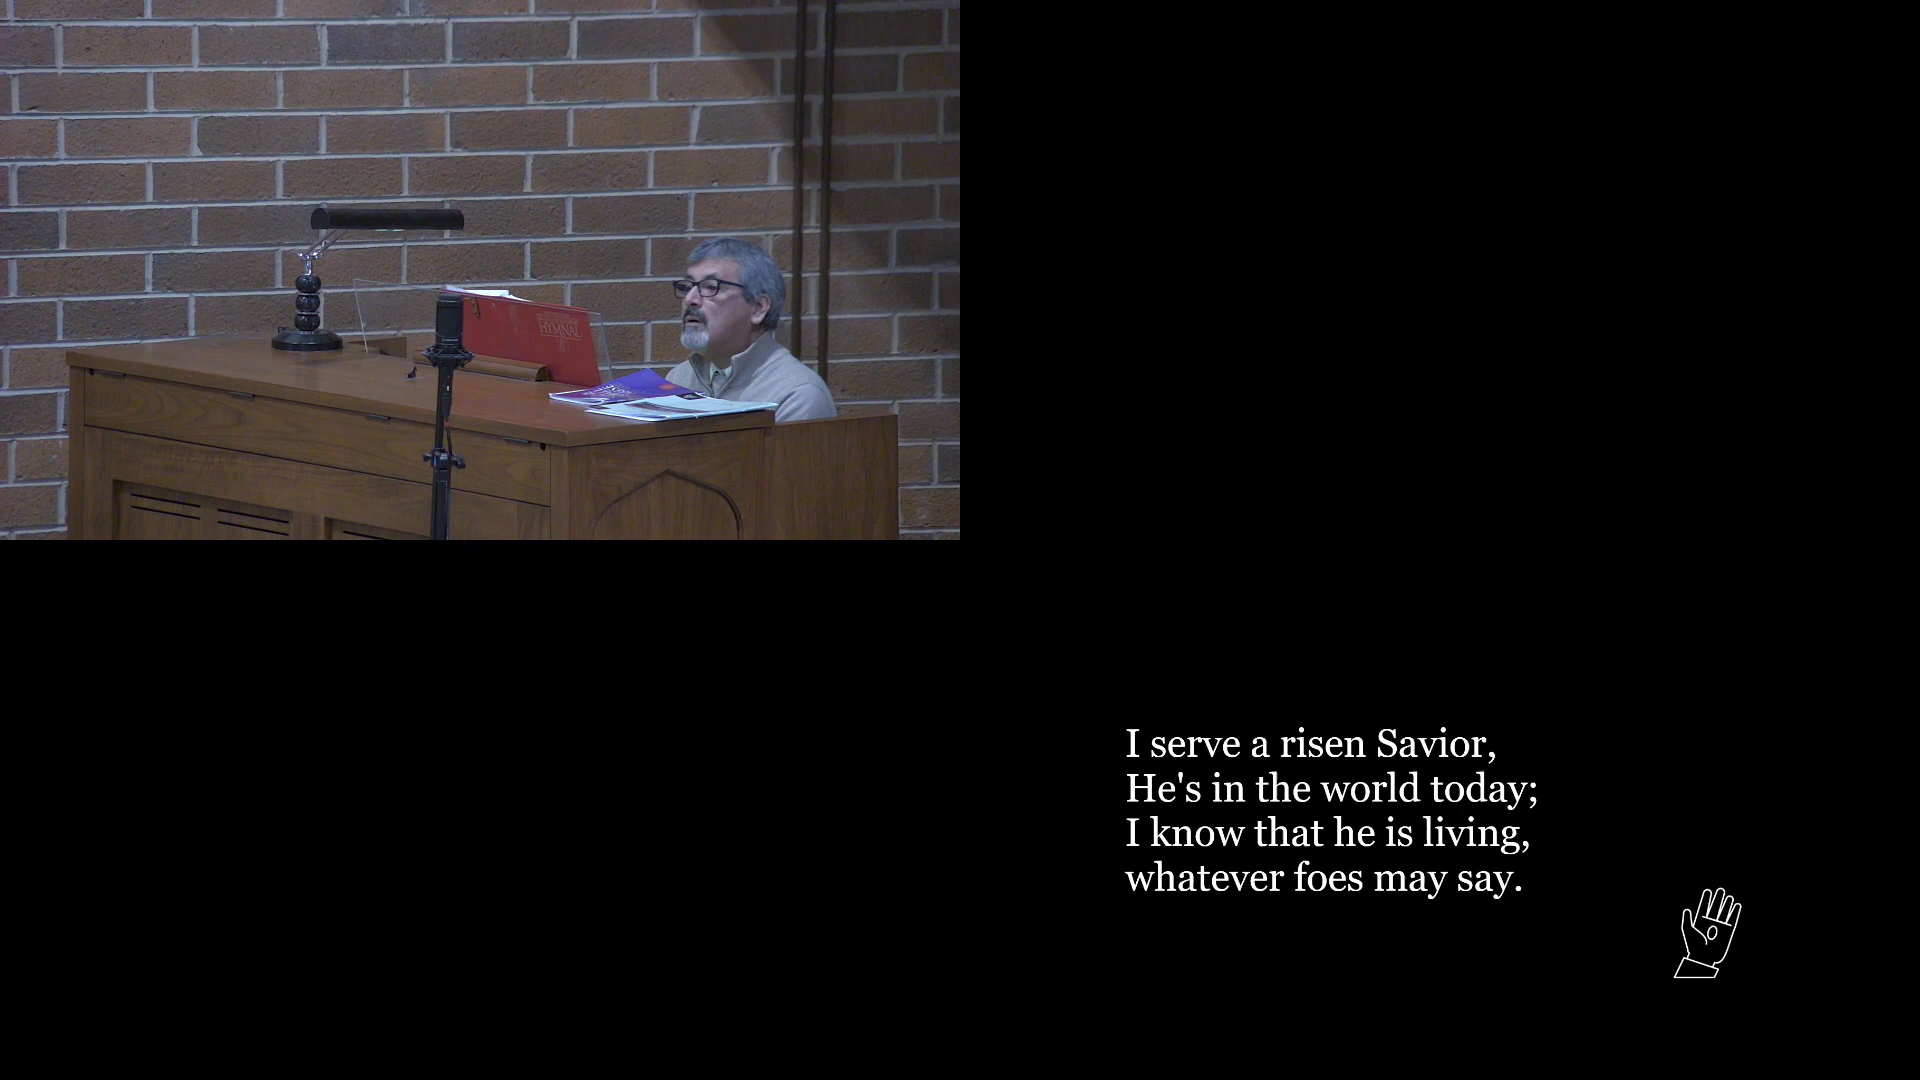 HYMNAL
I serve a risen Savior,
He's in the world today;
I know that he is living,
whatever foes may say.